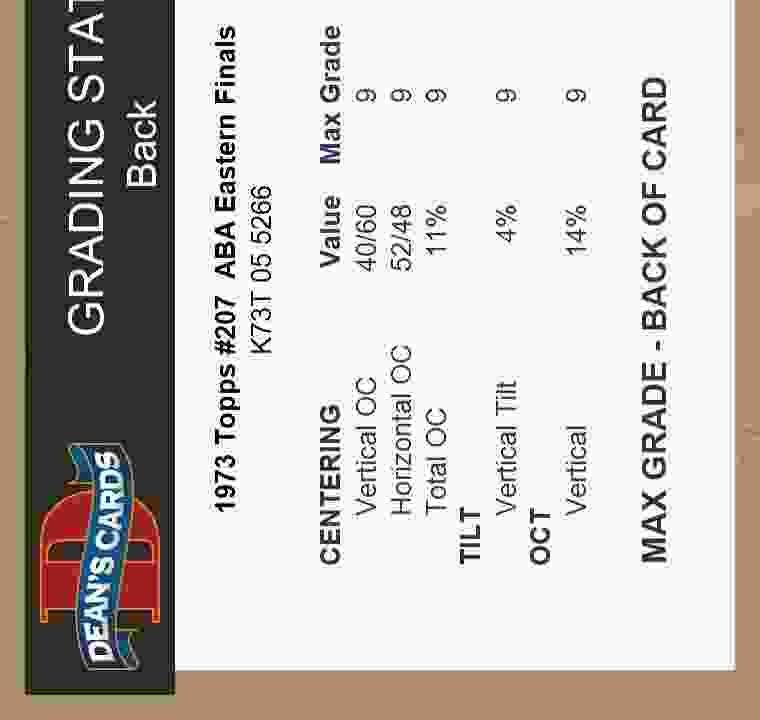 GRADING STAT
Back
DEAN'S CARDS
1973 Topps #207 ABA Eastern Finals
K73T 05 5266
CENTERING Value Max Grade
Vertical OC 40/60 9
Horizontal OC 52/48 9
Total OC 11% 9
TILT
Vertical Tilt 4% 9
OCT
Vertical 14% 9
MAX GRADE - BACK OF CARD